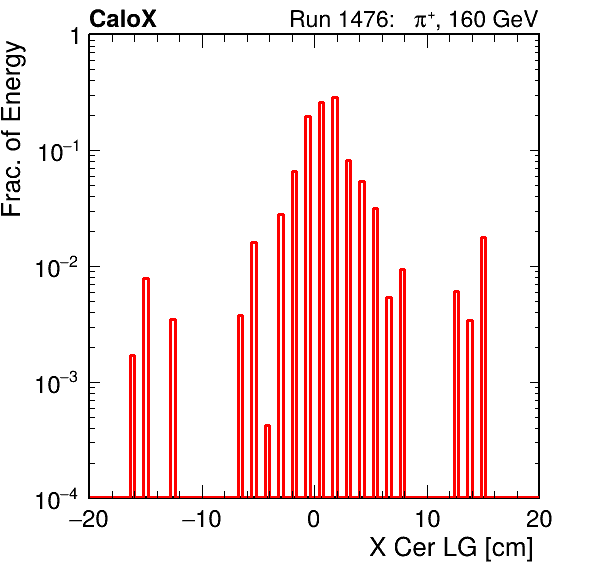 CaloX Run 1476: π⁺, 160 GeV
Frac. of Energy
1
10⁻¹
10⁻²
10⁻³
10⁻⁴
−20 −10 0 10 20
X Cer LG [cm]